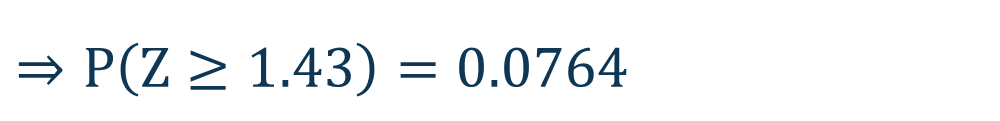 ⇒ P(Z ≥ 1.43) = 0.0764